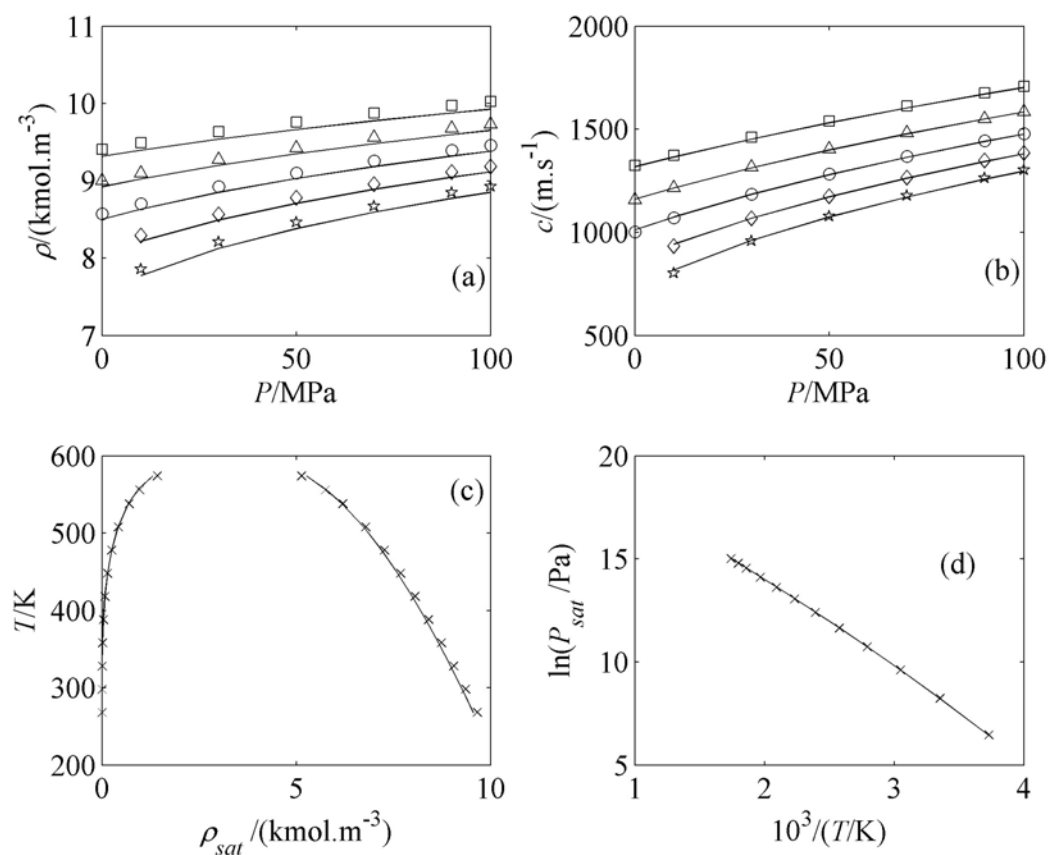 11
10
9
8
7
ρ/(kmol.m⁻³)
(a)
0 50 100
P/MPa
2000
1500
1000
500
c/(m.s⁻¹)
(b)
0 50 100
P/MPa
600
500
400
300
200
T/K
(c)
0 5 10
ρ_sat /(kmol.m⁻³)
20
15
10
5
ln(P_sat /Pa)
(d)
1 2 3 4
10³/(T/K)